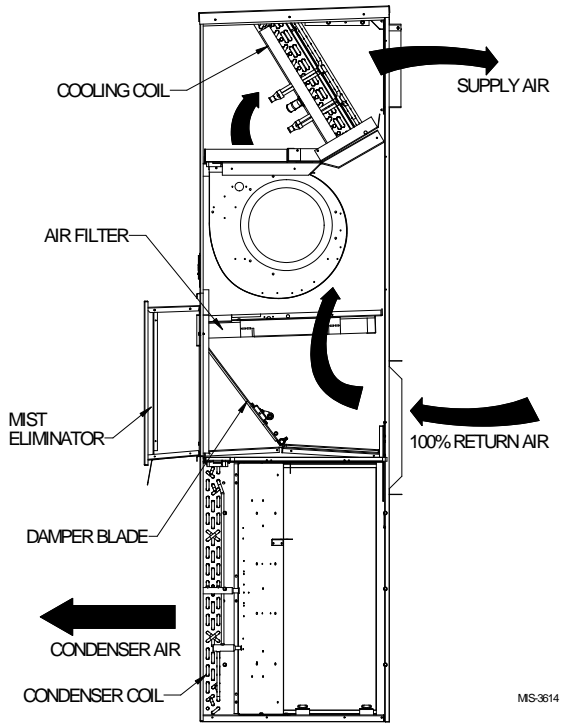 COOLING COIL
SUPPLY AIR
AIR FILTER
MIST
ELIMINATOR
100% RETURN AIR
DAMPER BLADE
CONDENSER AIR
CONDENSER COIL
MIS-3614